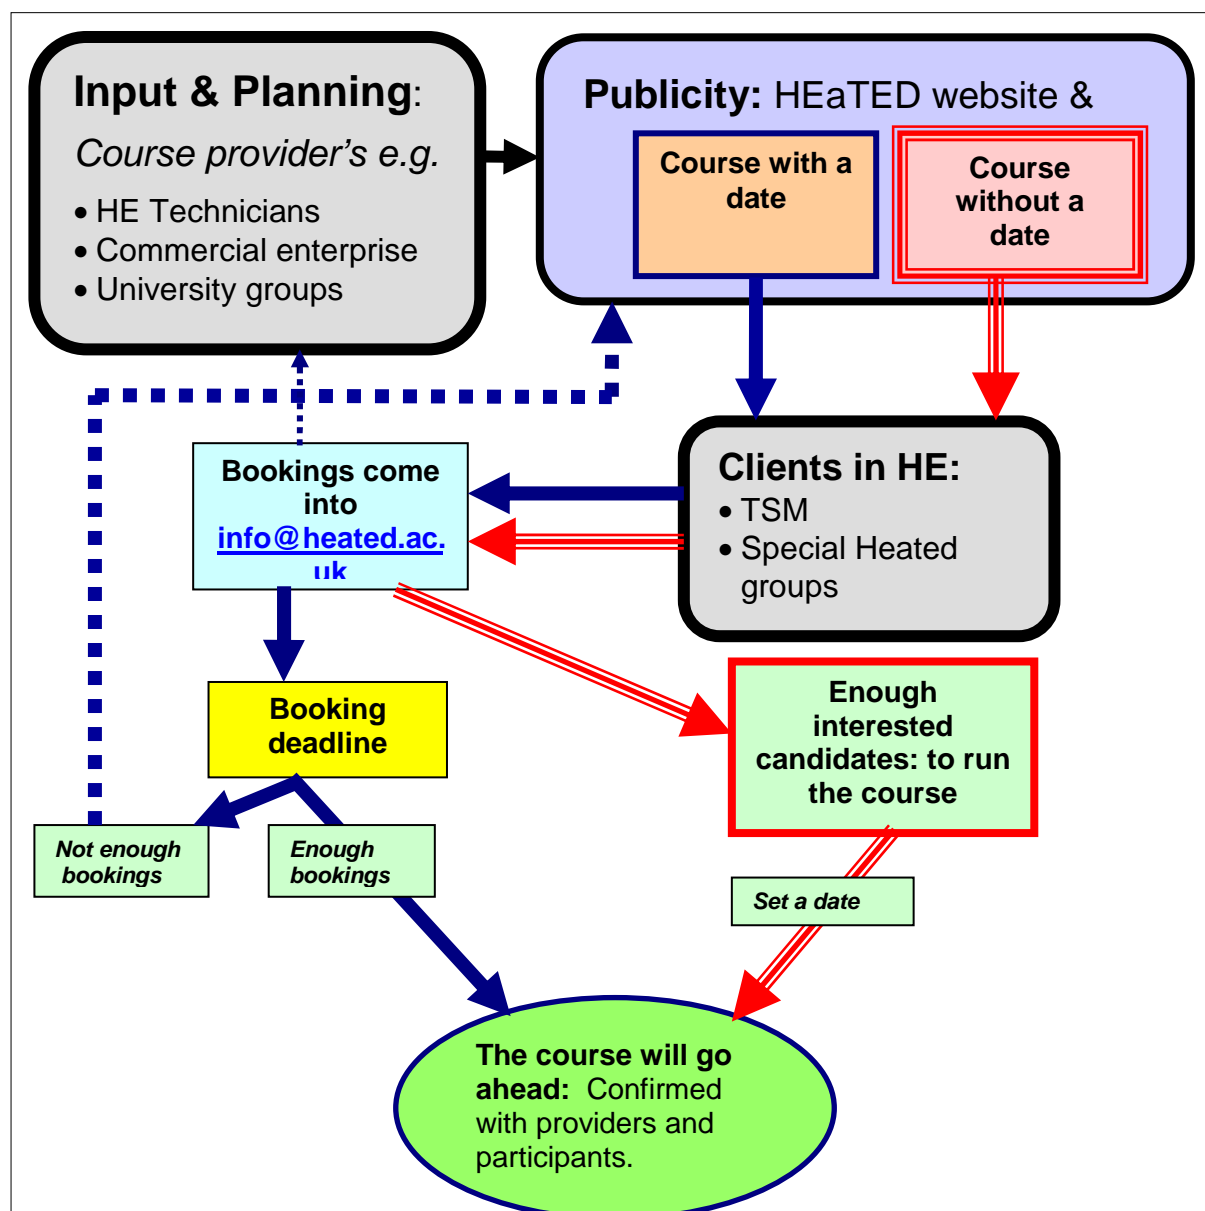 Input & Planning:
Course provider's e.g.
• HE Technicians
• Commercial enterprise
• University groups
Publicity: HEaTED website &
Course with a
date
Course
without a
date
Clients in HE:
• TSM
• Special Heated
groups
Bookings come
into
info@heated.ac.
uk
Booking
deadline
Enough
interested
candidates: to run
the course
Not enough
bookings
Enough
bookings
Set a date
The course will go
ahead: Confirmed
with providers and
participants.